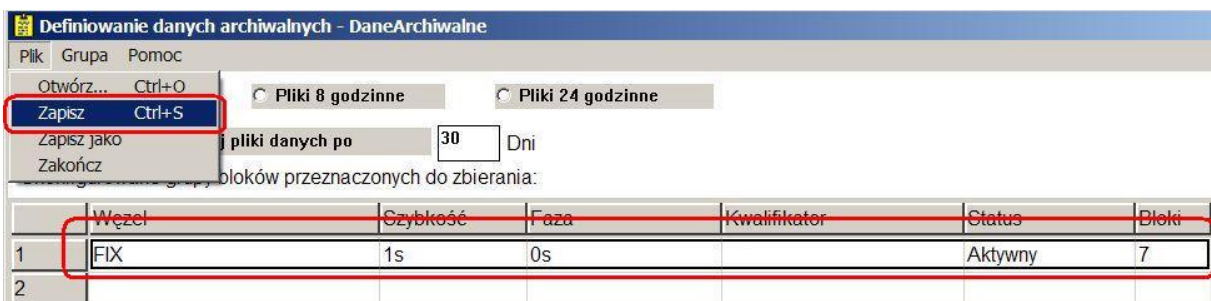 Definiowanie danych archiwalnych - DaneArchiwalne
Plik Grupa Pomoc
Otwórz... Ctrl+O
Pliki 8 godzinne Pliki 24 godzinne
Zapisz Ctrl+S
Zapisz jako
j pliki danych po 30 Dni
Zakończ
bloków przeznaczonych do zbierania:
Węzeł Szybkość Faza Kwalifikator Status Bloki
1 FIX 1s 0s Aktywny 7
2